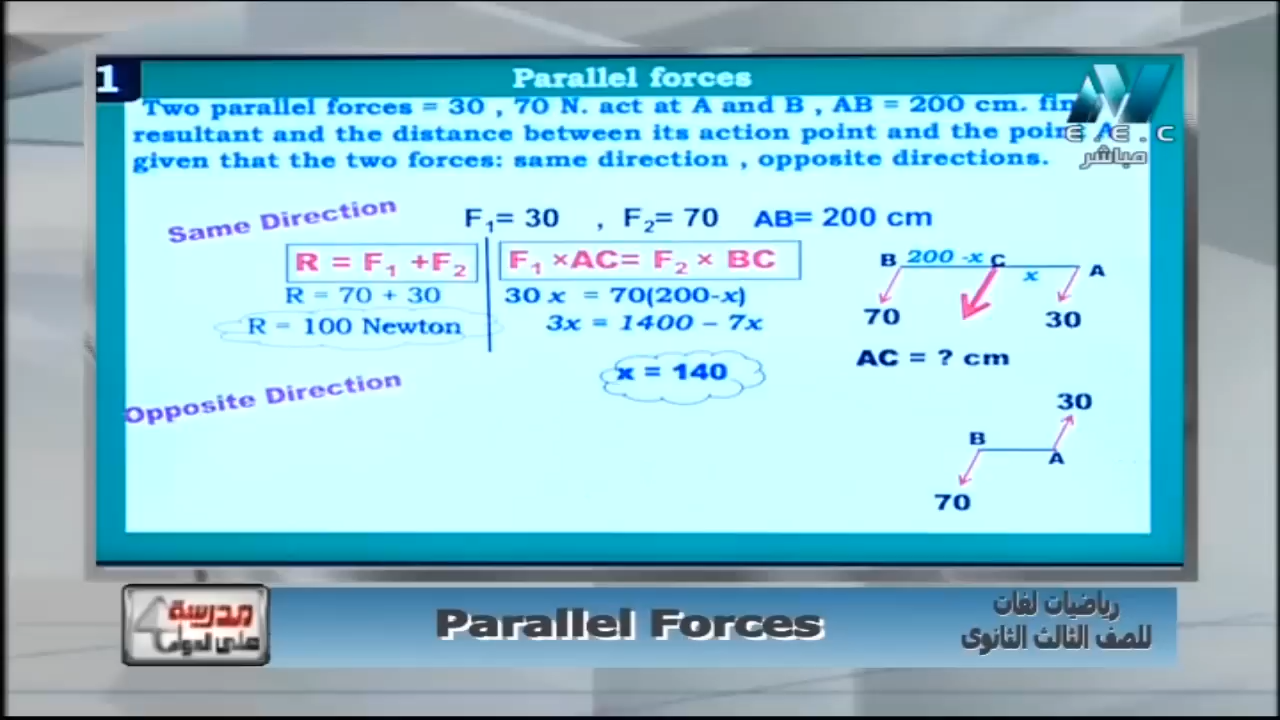 1
Parallel forces
Two parallel forces = 30 , 70 N. act at A and B , AB = 200 cm.
resultant and the distance between its action point and the point A
given that the two forces: same direction , opposite directions.
E.E.C
مباشر
Same Direction
F1= 30 , F2= 70 AB= 200 cm
R = F1 +F2
F1 ×AC= F2 × BC
R = 70 + 30
30 x = 70(200-x)
R = 100 Newton
3x = 1400 – 7x
x = 140
B 200 -x C x A
70
30
AC = ? cm
Opposite Direction
30
B
A
70
مدرسة
على الهواء
Parallel Forces
رياضيات لغات
للصف الثالث الثانوى